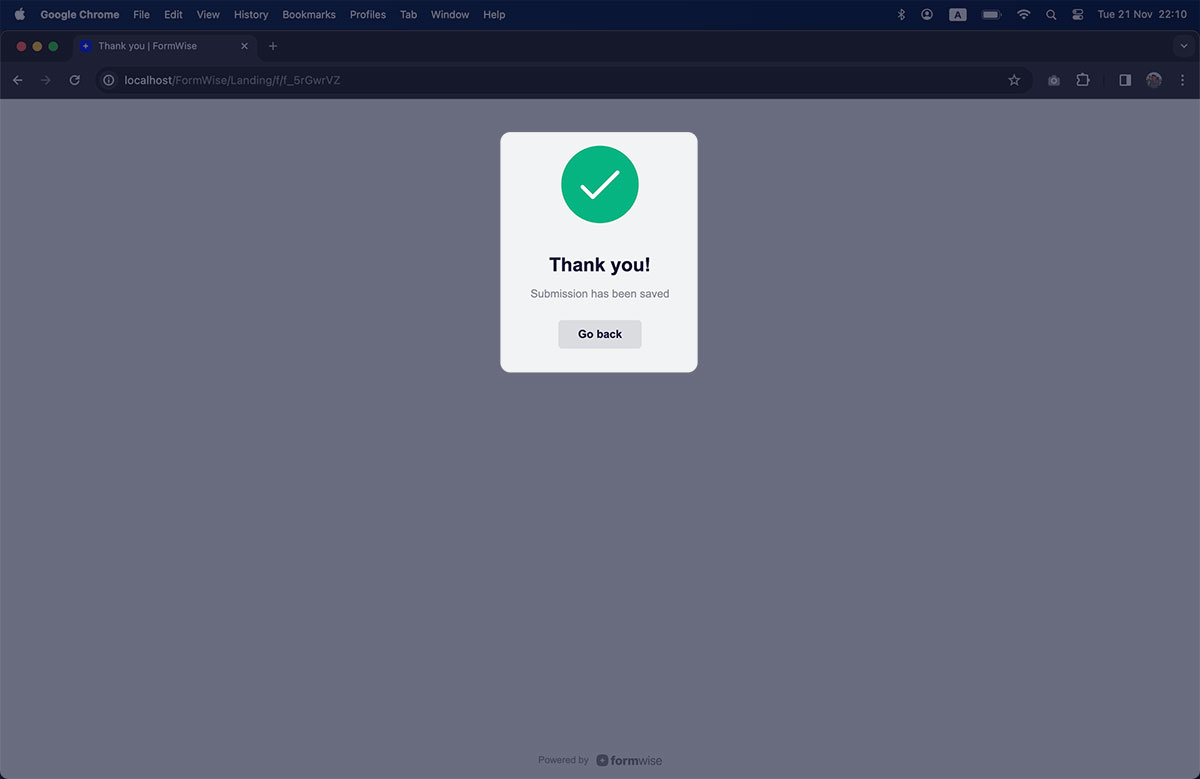 Google Chrome File Edit View History Bookmarks Profiles Tab Window Help A Tue 21 Nov 22:10
Thank you | FormWise
localhost/FormWise/Landing/f/f_5rGwrVZ
Thank you!
Submission has been saved
Go back
Powered by formwise